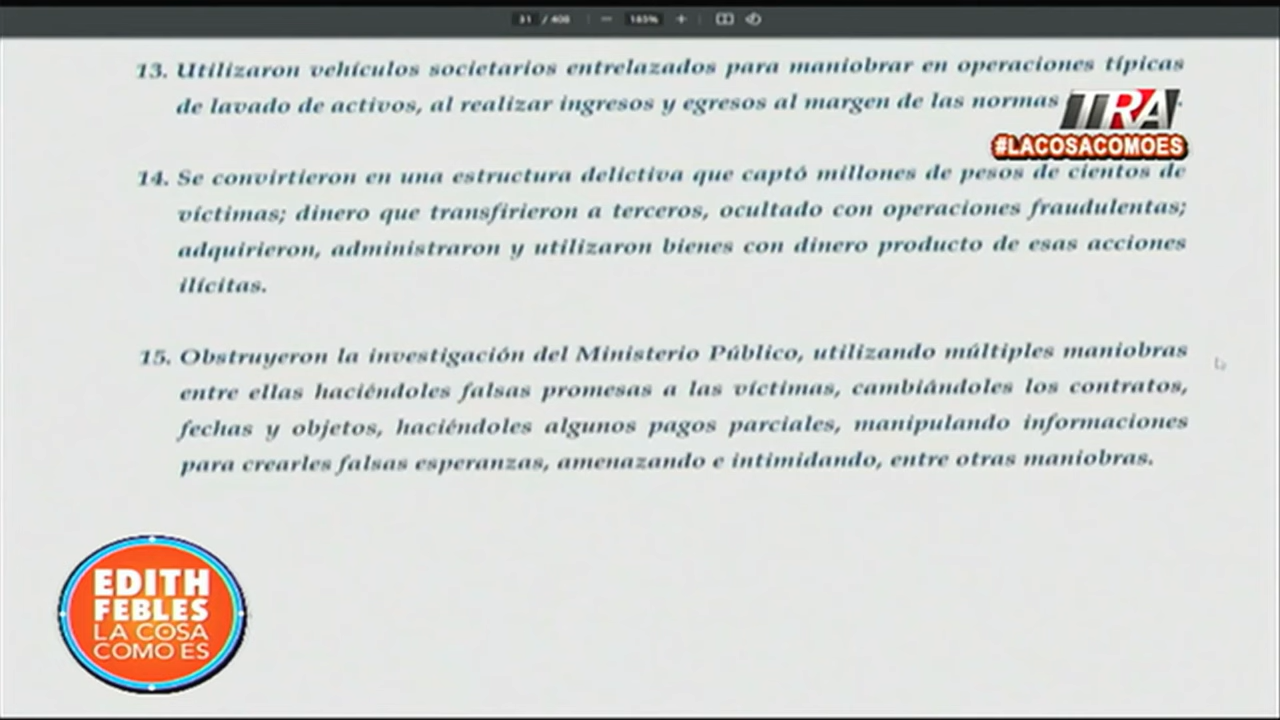 31 / 408 — 185% +
13. Utilizaron vehículos societarios entrelazados para maniobrar en operaciones típicas
de lavado de activos, al realizar ingresos y egresos al margen de las normas
TRA
#LACOSACOMOES
14. Se convirtieron en una estructura delictiva que captó millones de pesos de cientos de
víctimas; dinero que transfirieron a terceros, ocultado con operaciones fraudulentas;
adquirieron, administraron y utilizaron bienes con dinero producto de esas acciones
ilícitas.
15. Obstruyeron la investigación del Ministerio Público, utilizando múltiples maniobras
entre ellas haciéndoles falsas promesas a las víctimas, cambiándoles los contratos,
fechas y objetos, haciéndoles algunos pagos parciales, manipulando informaciones
para crearles falsas esperanzas, amenazando e intimidando, entre otras maniobras.
EDITH
FEBLES
LA COSA
COMO ES